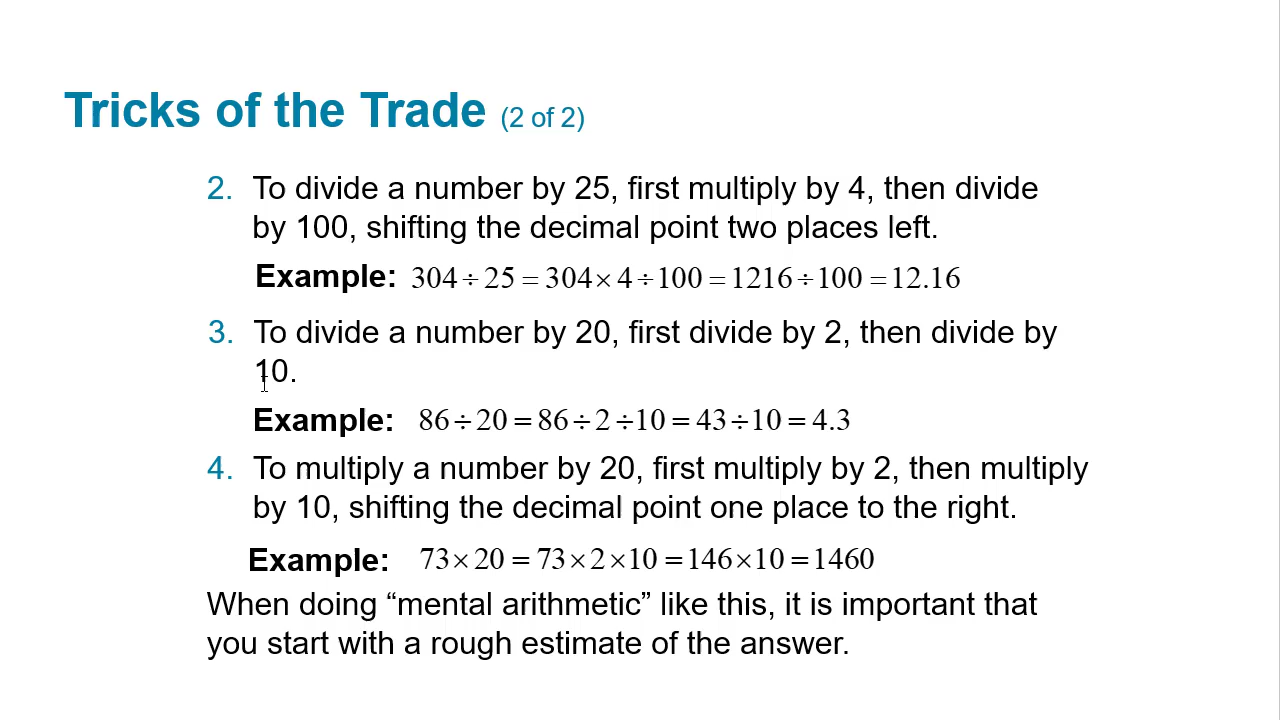 Tricks of the Trade (2 of 2)
2. To divide a number by 25, first multiply by 4, then divide
by 100, shifting the decimal point two places left.
Example: 304 ÷ 25 = 304 × 4 ÷ 100 = 1216 ÷ 100 = 12.16
3. To divide a number by 20, first divide by 2, then divide by
10.
Example: 86 ÷ 20 = 86 ÷ 2 ÷ 10 = 43 ÷ 10 = 4.3
4. To multiply a number by 20, first multiply by 2, then multiply
by 10, shifting the decimal point one place to the right.
Example: 73 × 20 = 73 × 2 × 10 = 146 × 10 = 1460
When doing “mental arithmetic” like this, it is important that
you start with a rough estimate of the answer.